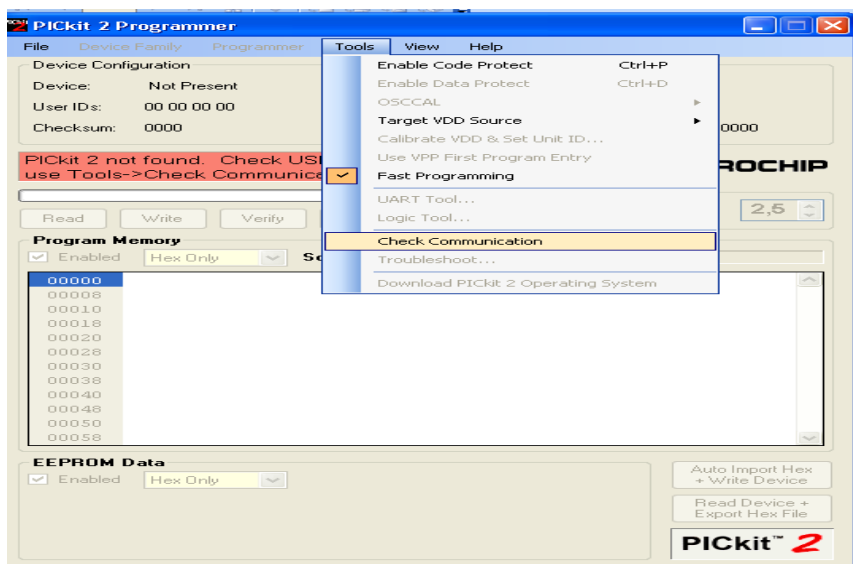 PICkit 2 Programmer
File Device Family Programmer Tools View Help
Device Configuration
Device: Not Present
User IDs: 00 00 00 00
Checksum: 0000
0000
Enable Code Protect Ctrl+P
Enable Data Protect Ctrl+D
OSCCAL
Target VDD Source
Calibrate VDD & Set Unit ID...
Use VPP First Program Entry
Fast Programming
UART Tool...
Logic Tool...
Check Communication
Troubleshoot...
Download PICkit 2 Operating System
PICkit 2 not found. Check
use Tools->Check
ROCHIP
Read Write Verify
2,5
Program Memory
Enabled Hex Only
00000
00008
00010
00018
00020
00028
00030
00038
00040
00048
00050
00058
EEPROM Data
Enabled Hex Only
Auto Import Hex
+ Write Device
Read Device +
Export Hex File
PICkit™ 2